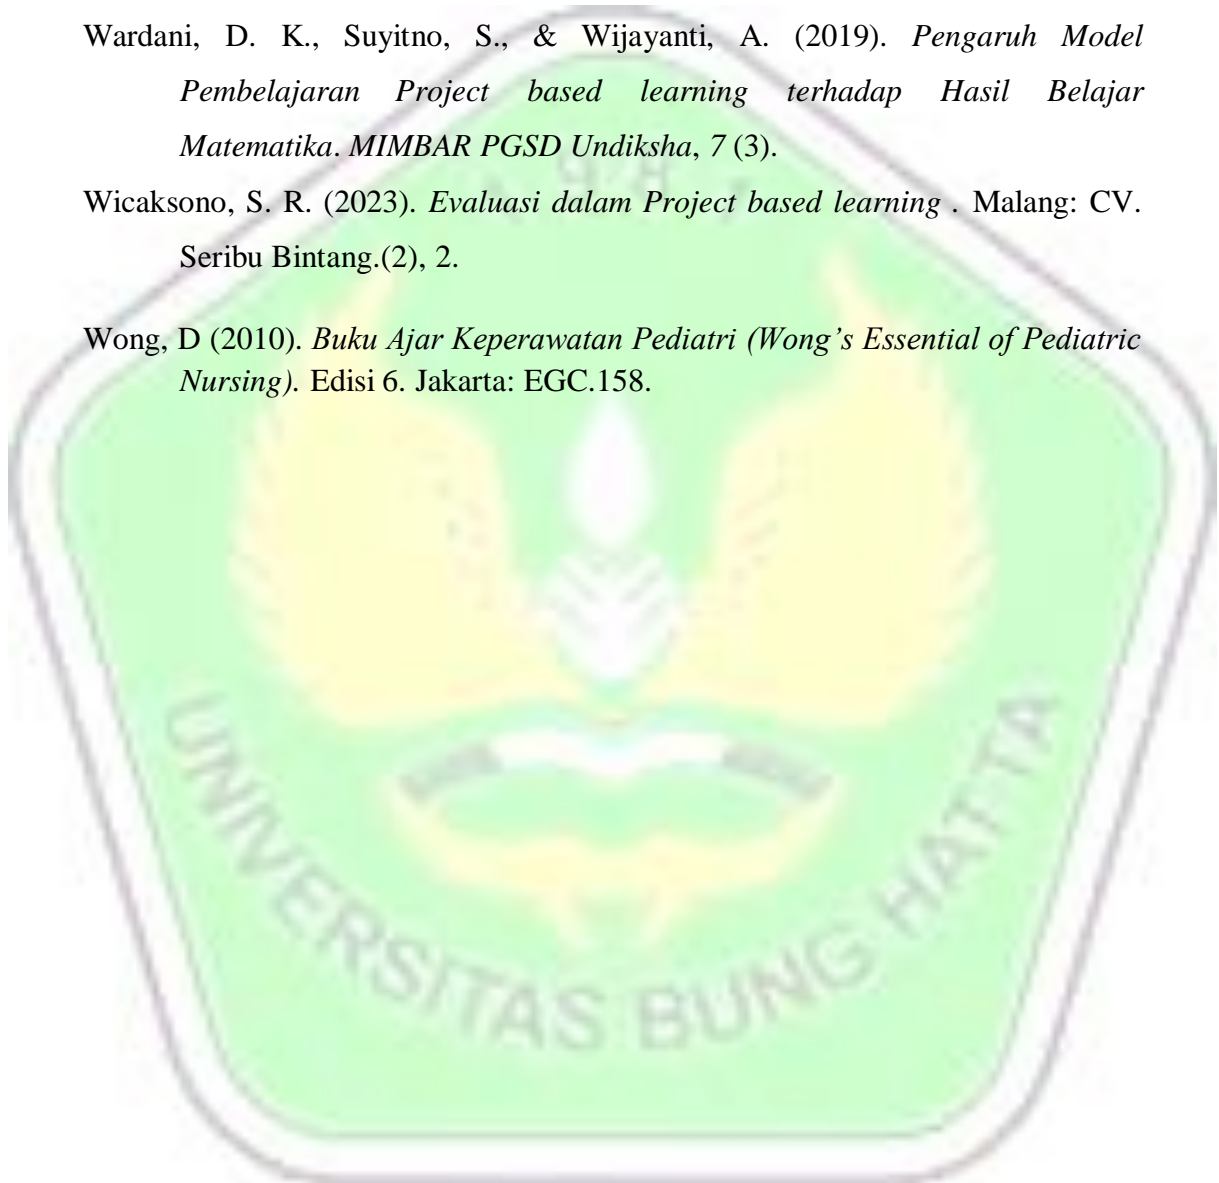 Wardani, D. K., Suyitno, S., & Wijayanti, A. (2019). Pengaruh Model
Pembelajaran Project based learning terhadap Hasil Belajar
Matematika. MIMBAR PGSD Undiksha, 7 (3).
Wicaksono, S. R. (2023). Evaluasi dalam Project based learning . Malang: CV.
Seribu Bintang.(2), 2.
Wong, D (2010). Buku Ajar Keperawatan Pediatri (Wong’s Essential of Pediatric
Nursing). Edisi 6. Jakarta: EGC.158.
UNIVERSITAS BUNG HATTA